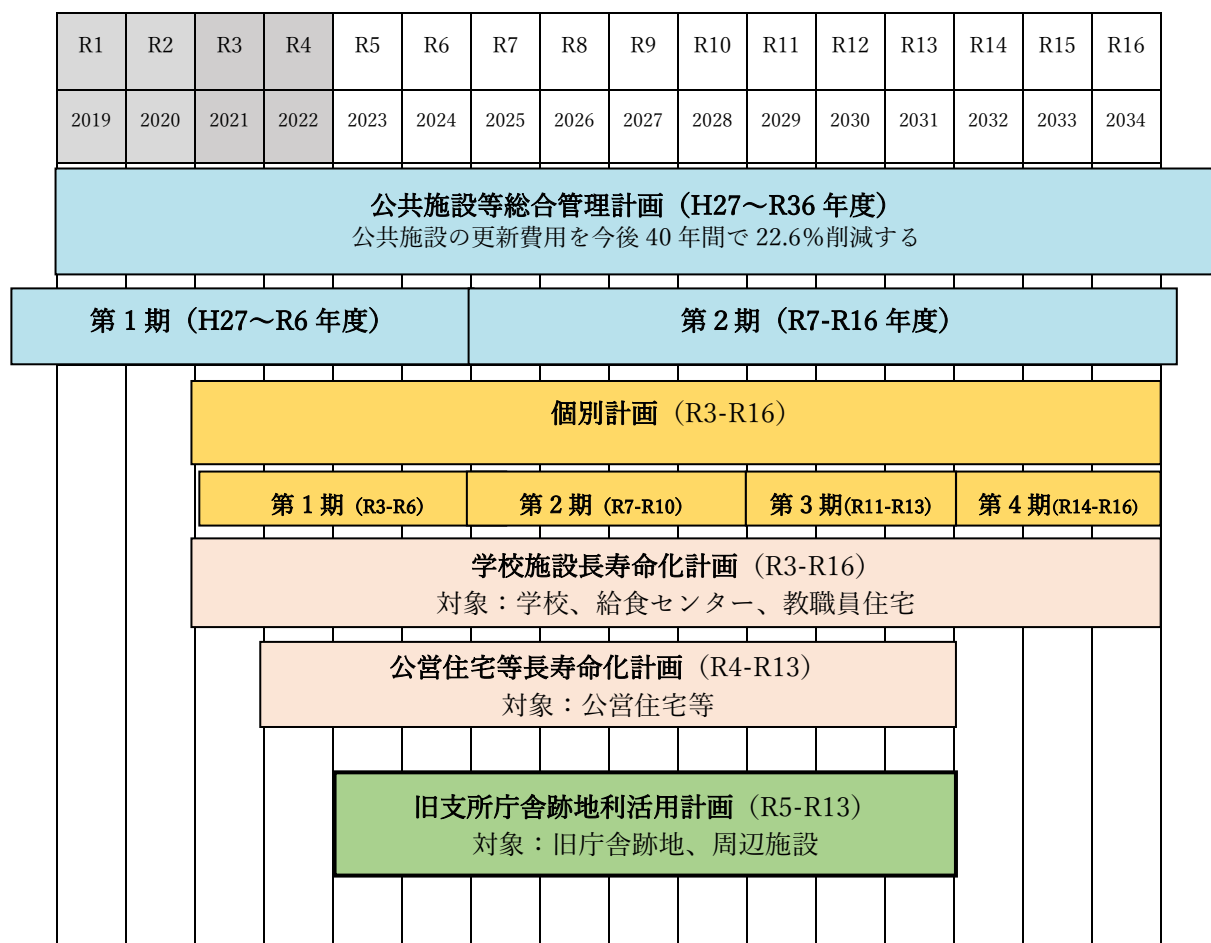 R1 R2 R3 R4 R5 R6 R7 R8 R9 R10 R11 R12 R13 R14 R15 R16
2019 2020 2021 2022 2023 2024 2025 2026 2027 2028 2029 2030 2031 2032 2033 2034
公共施設等総合管理計画（H27～R36 年度）
公共施設の更新費用を今後 40 年間で 22.6%削減する
第 1 期（H27～R6 年度） 第 2 期（R7-R16 年度）
個別計画（R3-R16）
第 1 期 (R3-R6) 第 2 期 (R7-R10) 第 3 期(R11-R13) 第 4 期(R14-R16)
学校施設長寿命化計画（R3-R16）
対象：学校、給食センター、教職員住宅
公営住宅等長寿命化計画（R4-R13）
対象：公営住宅等
旧支所庁舎跡地利活用計画（R5-R13）
対象：旧庁舎跡地、周辺施設